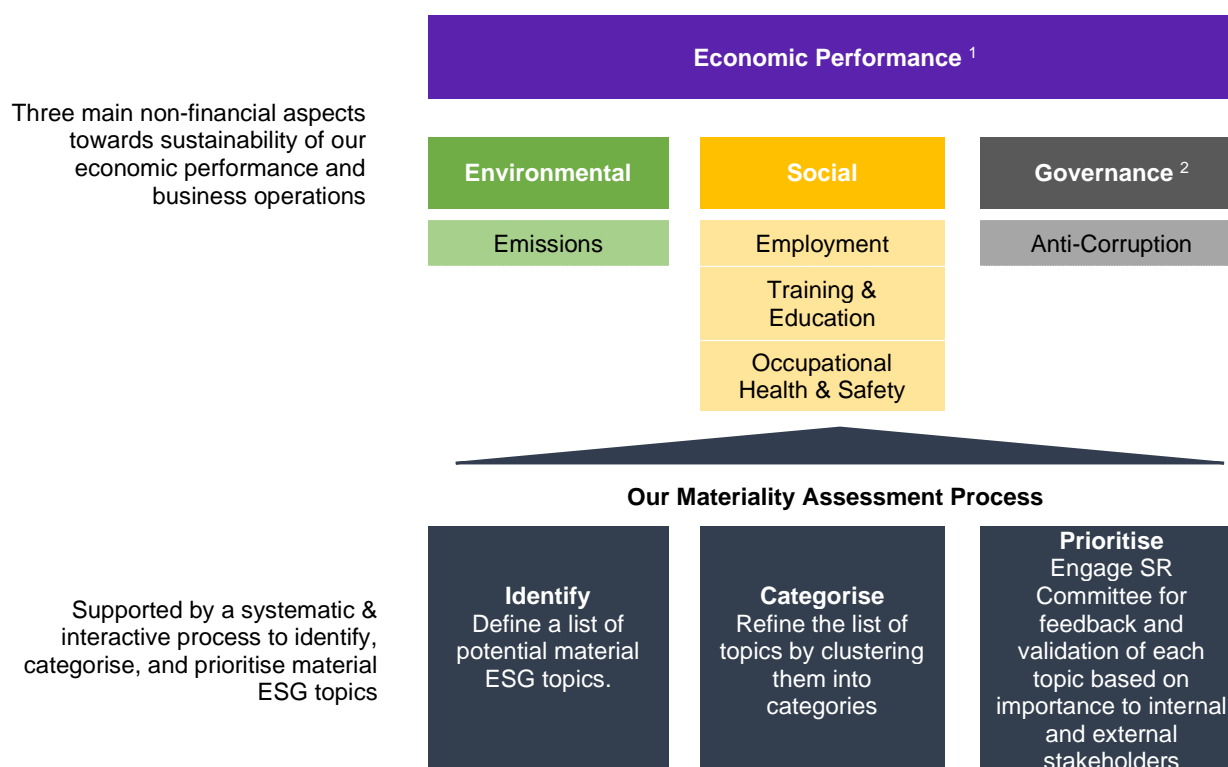 Economic Performance 1
Three main non-financial aspects
towards sustainability of our
economic performance and
business operations
Environmental
Social
Governance 2
Emissions
Employment
Anti-Corruption
Training &
Education
Occupational
Health & Safety
Our Materiality Assessment Process
Supported by a systematic &
interactive process to identify,
categorise, and prioritise material
ESG topics
Identify
Define a list of
potential material
ESG topics.
Categorise
Refine the list of
topics by clustering
them into
categories
Prioritise
Engage SR
Committee for
feedback and
validation of each
topic based on
importance to internal
and external
stakeholders